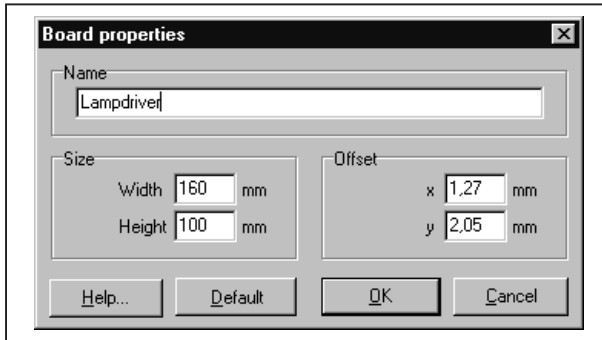 Board properties
Name
Lampdriver
Size
Width 160 mm
Height 100 mm
Offset
x 1,27 mm
y 2,05 mm
Help... Default OK Cancel